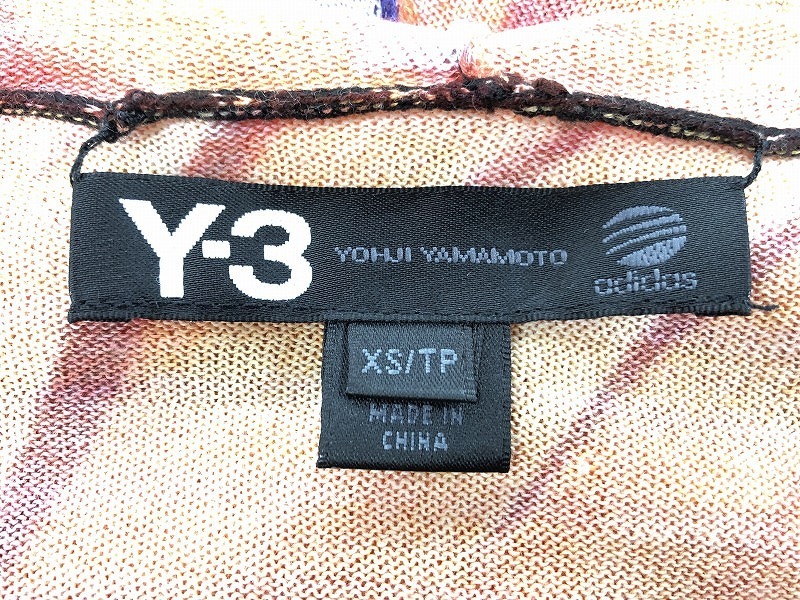 Y-3 YOHJI YAMAMOTO adidas
XS/TP
MADE IN
CHINA